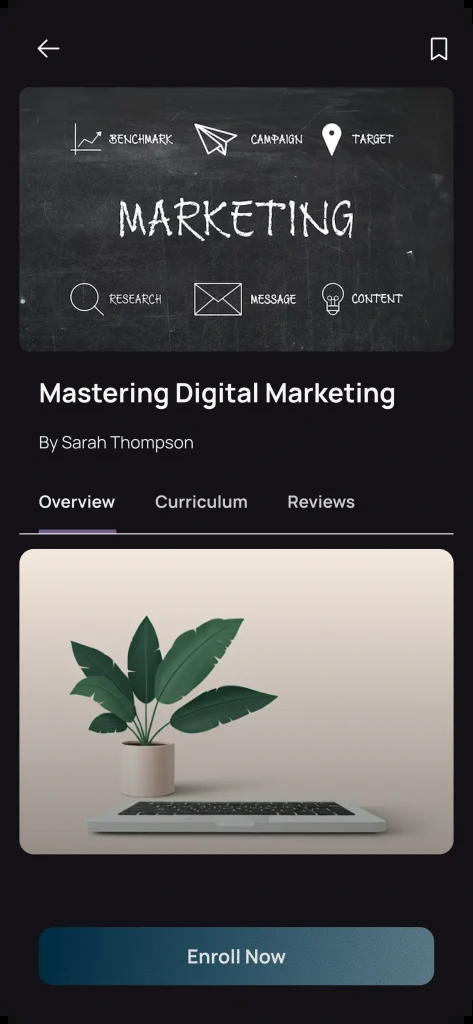 BENCHMARK CAMPAIGN TARGET
MARKETING
RESEARCH MESSAGE CONTENT
Mastering Digital Marketing
By Sarah Thompson
Overview Curriculum Reviews
Enroll Now